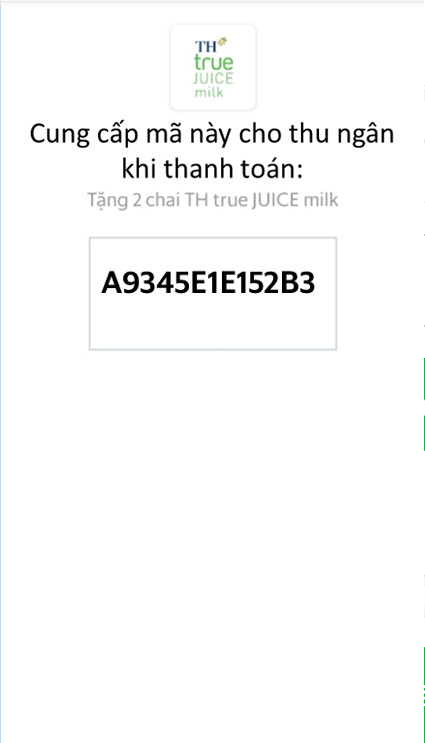 TH
true
JUICE
milk
Cung cấp mã này cho thu ngân
khi thanh toán:
Tặng 2 chai TH true JUICE milk
A9345E1E152B3